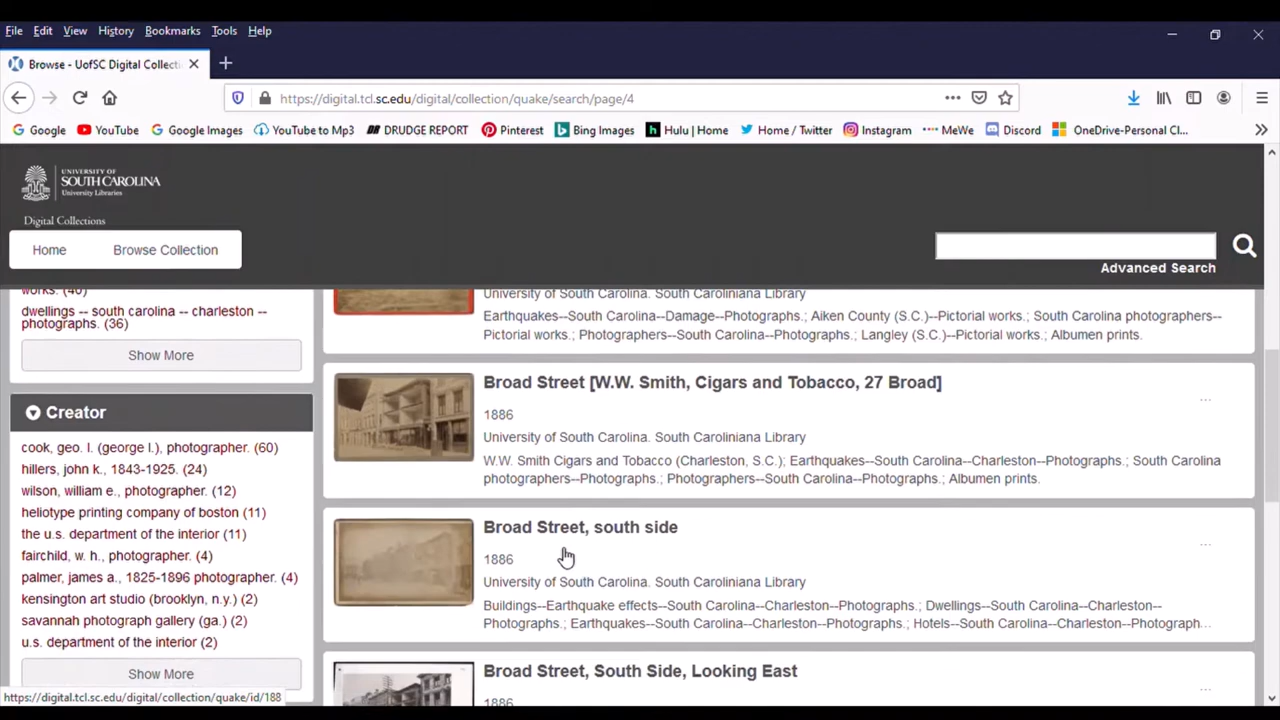 File Edit View History Bookmarks Tools Help
Browse - UofSC Digital Collecti
https://digital.tcl.sc.edu/digital/collection/quake/search/page/4
Google YouTube Google Images YouTube to Mp3 DRUDGE REPORT Pinterest Bing Images Hulu | Home Home / Twitter Instagram MeWe Discord OneDrive-Personal Cl...
UNIVERSITY OF
SOUTH CAROLINA
University Libraries
Digital Collections
Home Browse Collection
Advanced Search
works. (40)
dwellings -- south carolina -- charleston --
photographs. (36)
Show More
Creator
cook, geo. l. (george l.), photographer. (60)
hillers, john k., 1843-1925. (24)
wilson, william e., photographer. (12)
heliotype printing company of boston (11)
the u.s. department of the interior (11)
fairchild, w. h., photographer. (4)
palmer, james a., 1825-1896 photographer. (4)
kensington art studio (brooklyn, n.y.) (2)
savannah photograph gallery (ga.) (2)
u.s. department of the interior (2)
Show More
University of South Carolina. South Caroliniana Library
Earthquakes--South Carolina--Damage--Photographs.; Aiken County (S.C.)--Pictorial works.; South Carolina photographers--
Pictorial works.; Photographers--South Carolina--Photographs.; Langley (S.C.)--Pictorial works.; Albumen prints.
Broad Street [W.W. Smith, Cigars and Tobacco, 27 Broad]
...
1886
University of South Carolina. South Caroliniana Library
W.W. Smith Cigars and Tobacco (Charleston, S.C.); Earthquakes--South Carolina--Charleston--Photographs.; South Carolina
photographers--Photographs.; Photographers--South Carolina--Photographs.; Albumen prints.
Broad Street, south side
...
1886
University of South Carolina. South Caroliniana Library
Buildings--Earthquake effects--South Carolina--Charleston--Photographs.; Dwellings--South Carolina--Charleston--
Photographs.; Earthquakes--South Carolina--Charleston--Photographs.; Hotels--South Carolina--Charleston--Photograph...
Broad Street, South Side, Looking East
...
1886
https://digital.tcl.sc.edu/digital/collection/quake/id/188